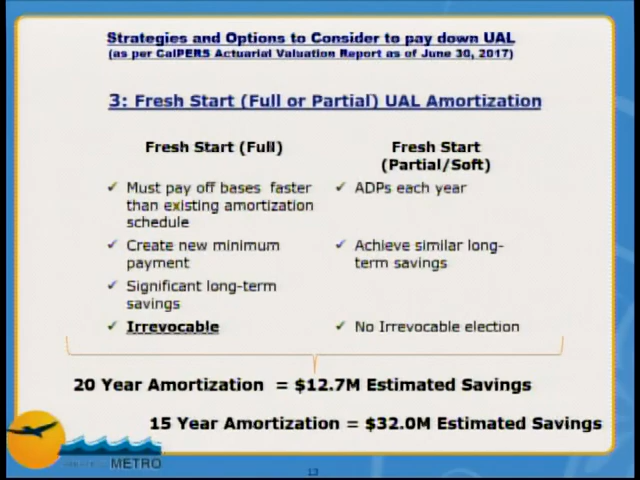 Strategies and Options to Consider to pay down UAL
(as per CalPERS Actuarial Valuation Report as of June 30, 2017)
3: Fresh Start (Full or Partial) UAL Amortization
Fresh Start (Full)
✓ Must pay off bases faster
than existing amortization
schedule
✓ Create new minimum
payment
✓ Significant long-term
savings
✓ Irrevocable
Fresh Start
(Partial/Soft)
✓ ADPs each year
✓ Achieve similar long-
term savings
✓ No Irrevocable election
20 Year Amortization = $12.7M Estimated Savings
15 Year Amortization = $32.0M Estimated Savings
METRO
13